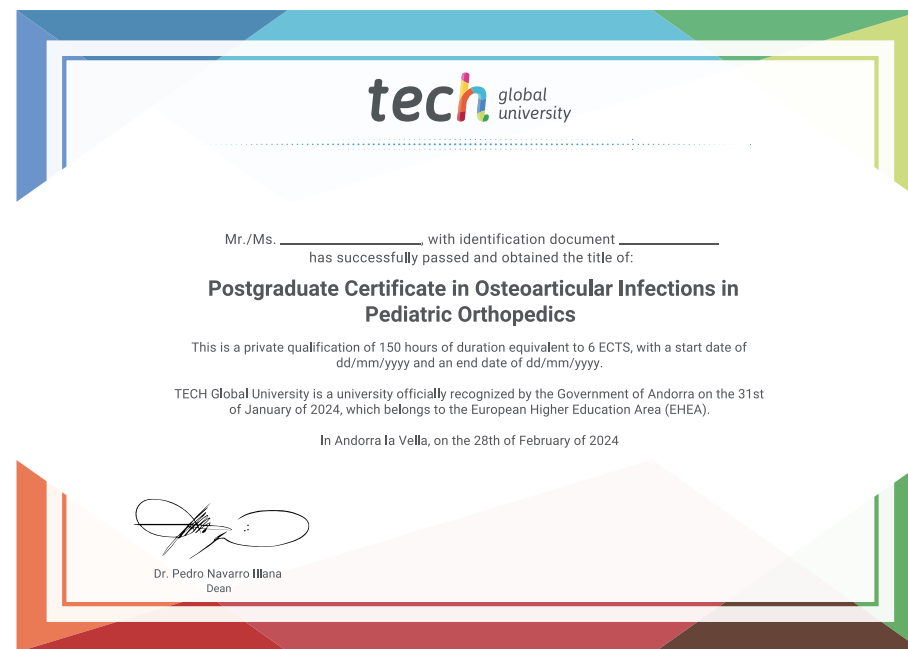 tech global
university
Mr./Ms. ____________________, with identification document ______________
has successfully passed and obtained the title of:
Postgraduate Certificate in Osteoarticular Infections in
Pediatric Orthopedics
This is a private qualification of 150 hours of duration equivalent to 6 ECTS, with a start date of
dd/mm/yyyy and an end date of dd/mm/yyyy.
TECH Global University is a university officially recognized by the Government of Andorra on the 31st
of January of 2024, which belongs to the European Higher Education Area (EHEA).
In Andorra la Vella, on the 28th of February of 2024
Dr. Pedro Navarro Illana
Dean